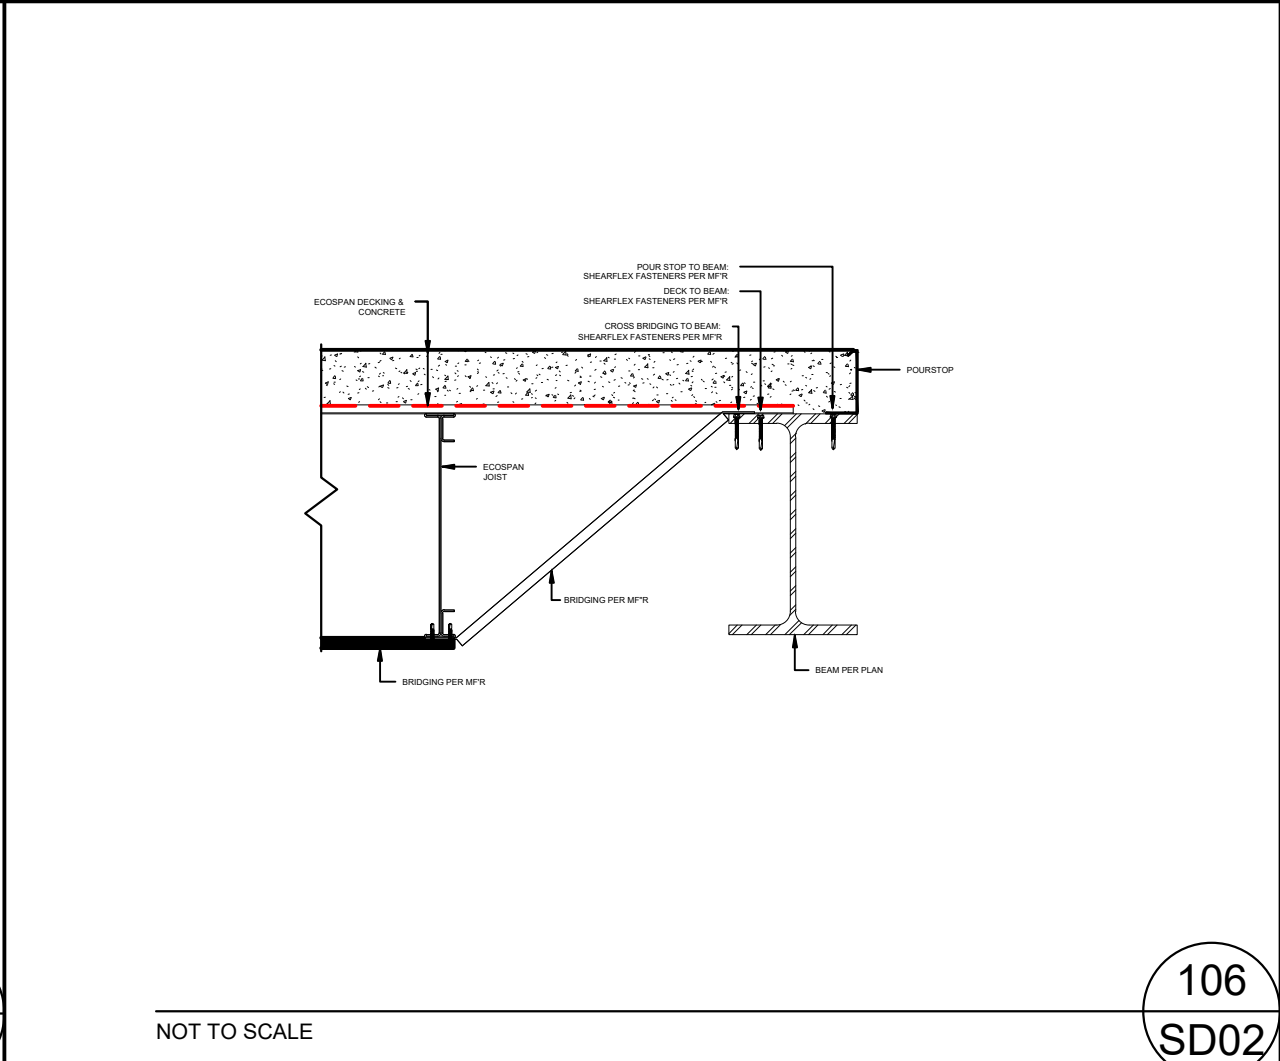 POUR STOP TO BEAM:
SHEARFLEX FASTENERS PER MF'R
DECK TO BEAM:
SHEARFLEX FASTENERS PER MF'R
ECOSPAN DECKING &
CONCRETE
CROSS BRIDGING TO BEAM:
SHEARFLEX FASTENERS PER MF'R
POURSTOP
ECOSPAN
JOIST
BRIDGING PER MF"R
BEAM PER PLAN
BRIDGING PER MF'R
106
NOT TO SCALE
SD02